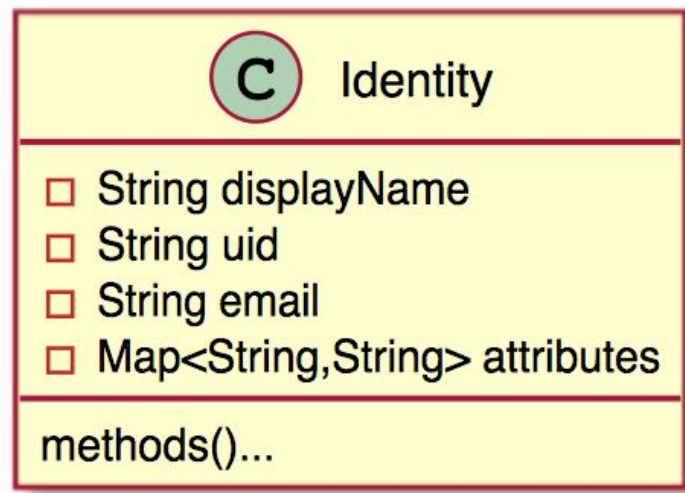 C Identity
String displayName
String uid
String email
Map<String,String> attributes
methods()...